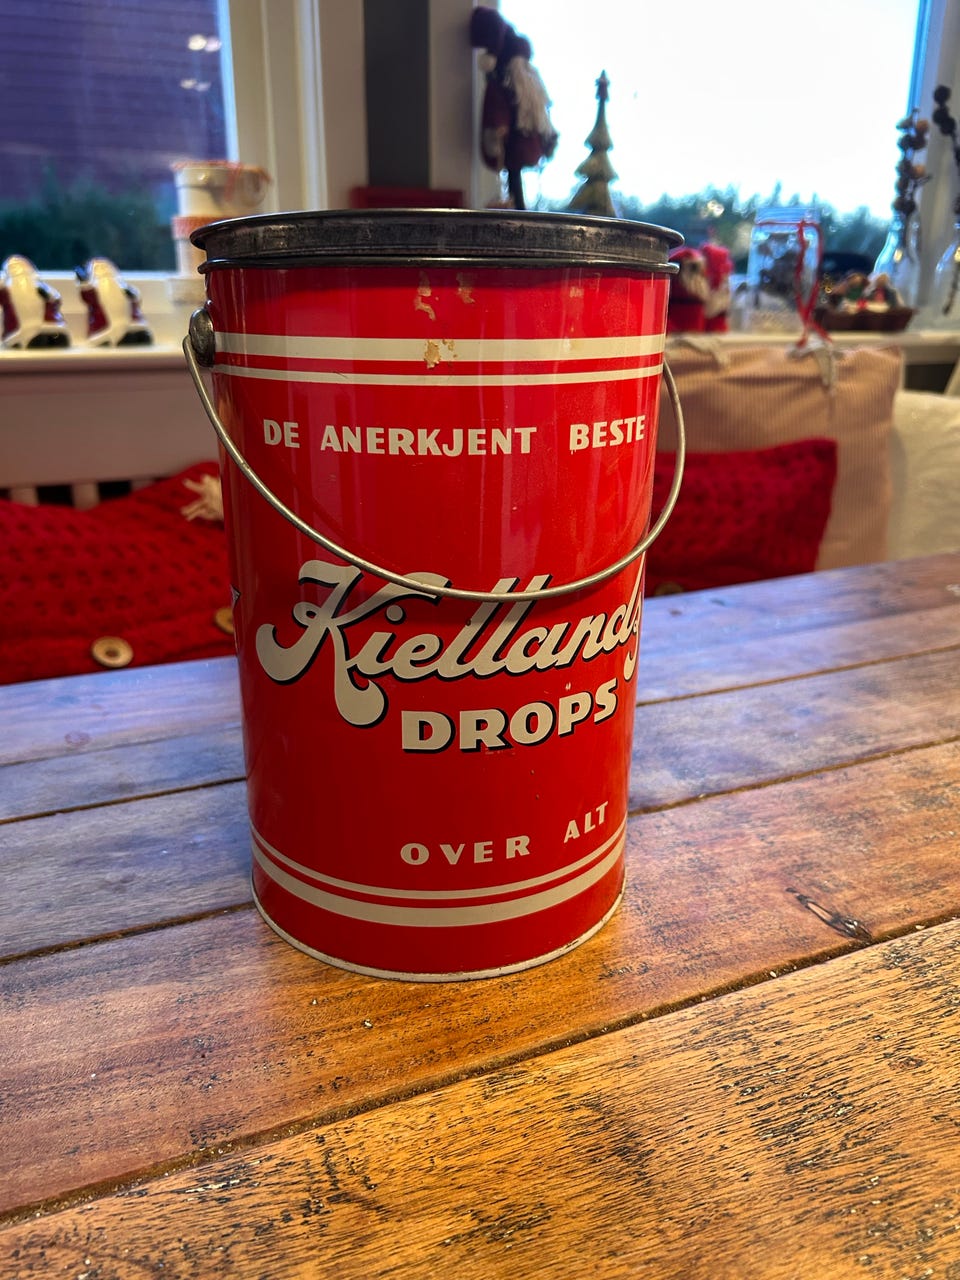 DE ANERKJENT BESTE
Kiellands
DROPS
OVER ALT